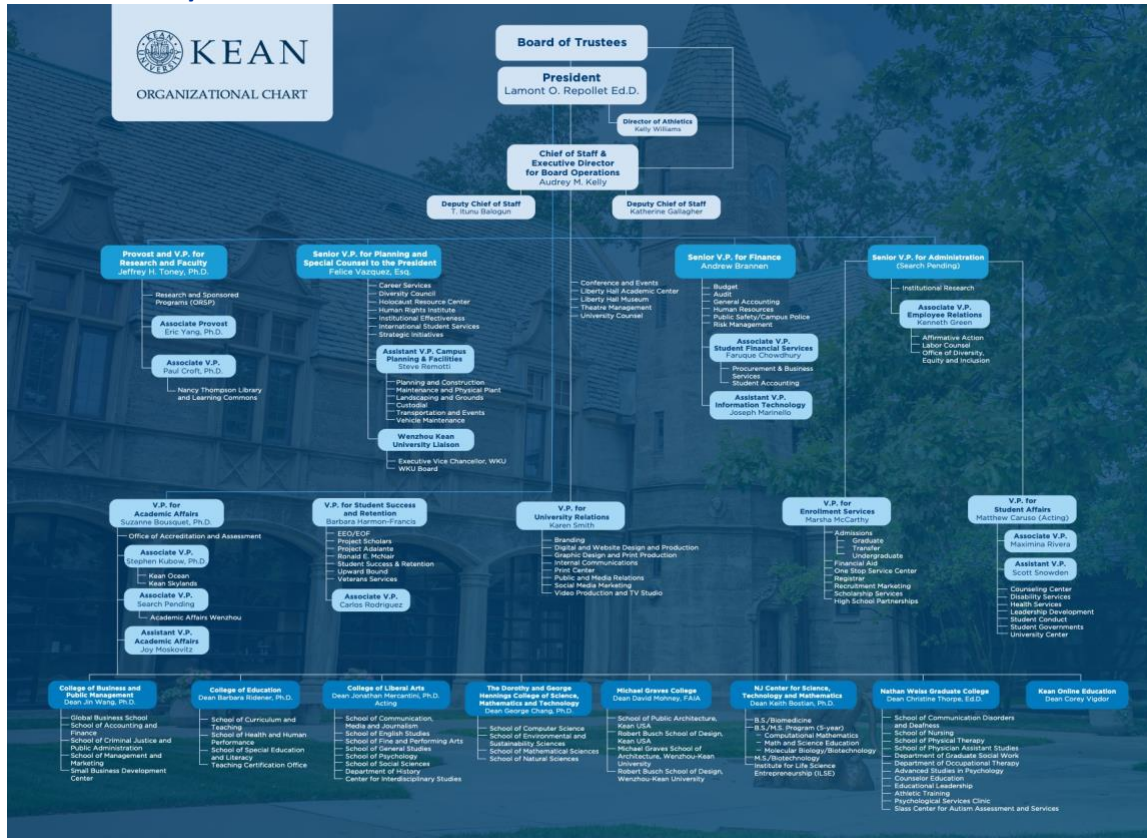 KEAN
UNIVERSITY
KEAN
ORGANIZATIONAL CHART
Board of Trustees
President
Lamont O. Repollet Ed.D.
Director of Athletics
Kelly Williams
Chief of Staff &
Executive Director
for Board Operations
Audrey M. Kelly
Deputy Chief of Staff
T. Itunu Balogun
Deputy Chief of Staff
Katherine Gallagher
Provost and V.P. for
Research and Faculty
Jeffrey H. Toney, Ph.D.
Research and Sponsored
Programs (ORSP)
Associate Provost
Eric Yang, Ph.D.
Associate V.P.
Paul Croft, Ph.D.
Nancy Thompson Library
and Learning Commons
Senior V.P. for Planning and
Special Counsel to the President
Felice Vazquez, Esq.
Career Services
Diversity Council
Holocaust Resource Center
Human Rights Institute
Institutional Effectiveness
International Student Services
Strategic Initiatives
Assistant V.P. Campus
Planning & Facilities
Steve Remotti
Planning and Construction
Maintenance and Physical Plant
Landscaping and Grounds
Custodial
Transportation and Events
Vehicle Maintenance
Wenzhou Kean
University Liaison
Executive Vice Chancellor, WKU
WKU Board
Conference and Events
Liberty Hall Academic Center
Liberty Hall Museum
Theatre Management
University Counsel
Senior V.P. for Finance
Andrew Brannen
Budget
Audit
General Accounting
Human Resources
Public Safety/Campus Police
Risk Management
Associate V.P.
Student Financial Services
Faruque Chowdhury
Procurement & Business
Services
Student Accounting
Assistant V.P.
Information Technology
Joseph Marinello
Senior V.P. for Administration
(Search Pending)
Institutional Research
Associate V.P.
Employee Relations
Kenneth Green
Affirmative Action
Labor Counsel
Office of Diversity,
Equity and Inclusion
V.P. for
Academic Affairs
Suzanne Bousquet, Ph.D.
Office of Accreditation and Assessment
Associate V.P.
Stephen Kubow, Ph.D.
Kean Ocean
Kean Skylands
Associate V.P.
Search Pending
Academic Affairs Wenzhou
Assistant V.P.
Academic Affairs
Joy Moskovitz
V.P. for Student Success
and Retention
Barbara Harmon-Francis
EEO/EOF
Project Scholars
Project Adalante
Ronald E. McNair
Student Success & Retention
Upward Bound
Veterans Services
Associate V.P.
Carlos Rodriguez
V.P. for
University Relations
Karen Smith
Branding
Digital and Website Design and Production
Graphic Design and Print Production
Internal Communications
Print Center
Public and Media Relations
Social Media Marketing
Video Production and TV Studio
V.P. for
Enrollment Services
Marsha McCarthy
Admissions
Graduate
Transfer
Undergraduate
Financial Aid
One Stop Service Center
Registrar
Recruitment Marketing
Scholarship Services
High School Partnerships
V.P. for
Student Affairs
Matthew Caruso (Acting)
Associate V.P.
Maximina Rivera
Assistant V.P.
Scott Snowden
Counseling Center
Disability Services
Health Services
Leadership Development
Student Conduct
Student Governments
University Center
College of Business and
Public Management
Dean Jin Wang, Ph.D.
Global Business School
School of Accounting and
Finance
School of Criminal Justice and
Public Administration
School of Management and
Marketing
Small Business Development
Center
College of Education
Dean Barbara Ridener, Ph.D.
School of Curriculum and
Teaching
School of Health and Human
Performance
School of Special Education
and Literacy
Teaching Certification Office
College of Liberal Arts
Dean Jonathan Mercantini, Ph.D.
Acting
School of Communication,
Media and Journalism
School of English Studies
School of Fine and Performing Arts
School of General Studies
School of Psychology
School of Social Sciences
Department of History
Center for Interdisciplinary Studies
The Dorothy and George
Hennings College of Science,
Mathematics and Technology
Dean George Chang, Ph.D.
School of Computer Science
School of Environmental and
Sustainability Sciences
School of Mathematical Sciences
School of Natural Sciences
Michael Graves College
Dean David Mohney, FAIA
School of Public Architecture,
Kean USA
Robert Busch School of Design,
Kean USA
Michael Graves School of
Architecture, Wenzhou-Kean
University
Robert Busch School of Design,
Wenzhou-Kean University
NJ Center for Science,
Technology and Mathematics
Dean Keith Bostian, Ph.D.
B.S./Biomedicine
B.S./M.S. Program (5-year)
Computational Mathematics
Math and Science Education
Molecular Biology/Biotechnology
M.S./Biotechnology
Institute for Life Science
Entrepreneurship (ILSE)
Nathan Weiss Graduate College
Dean Christine Thorpe, Ed.D.
School of Communication Disorders
and Deafness
School of Nursing
School of Physical Therapy
School of Physician Assistant Studies
Department of Graduate Social Work
Department of Occupational Therapy
Advanced Studies in Psychology
Counselor Education
Educational Leadership
Athletic Training
Psychological Services Clinic
Slass Center for Autism Assessment and Services
Kean Online Education
Dean Corey Vigdor